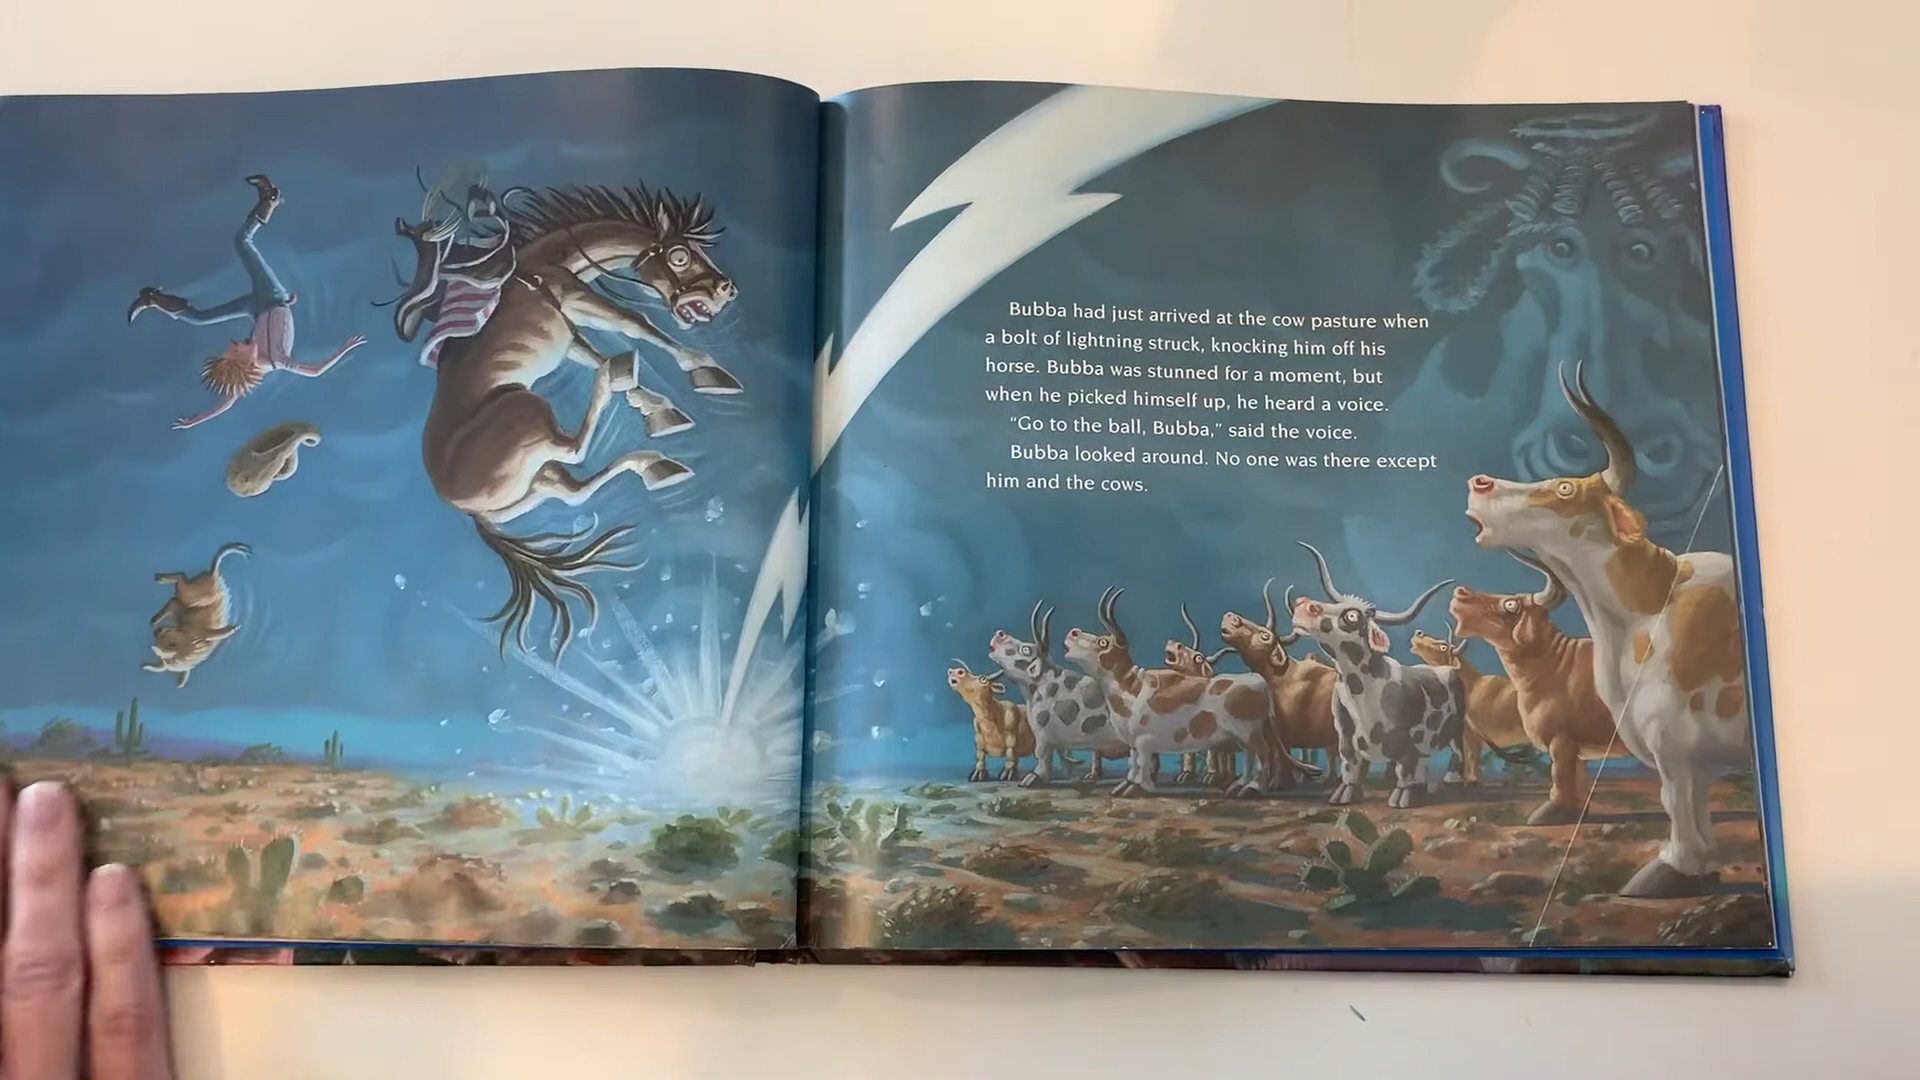 Bubba had just arrived at the cow pasture when
a bolt of lightning struck, knocking him off his
horse. Bubba was stunned for a moment, but
when he picked himself up, he heard a voice.
“Go to the ball, Bubba,” said the voice.
Bubba looked around. No one was there except
him and the cows.